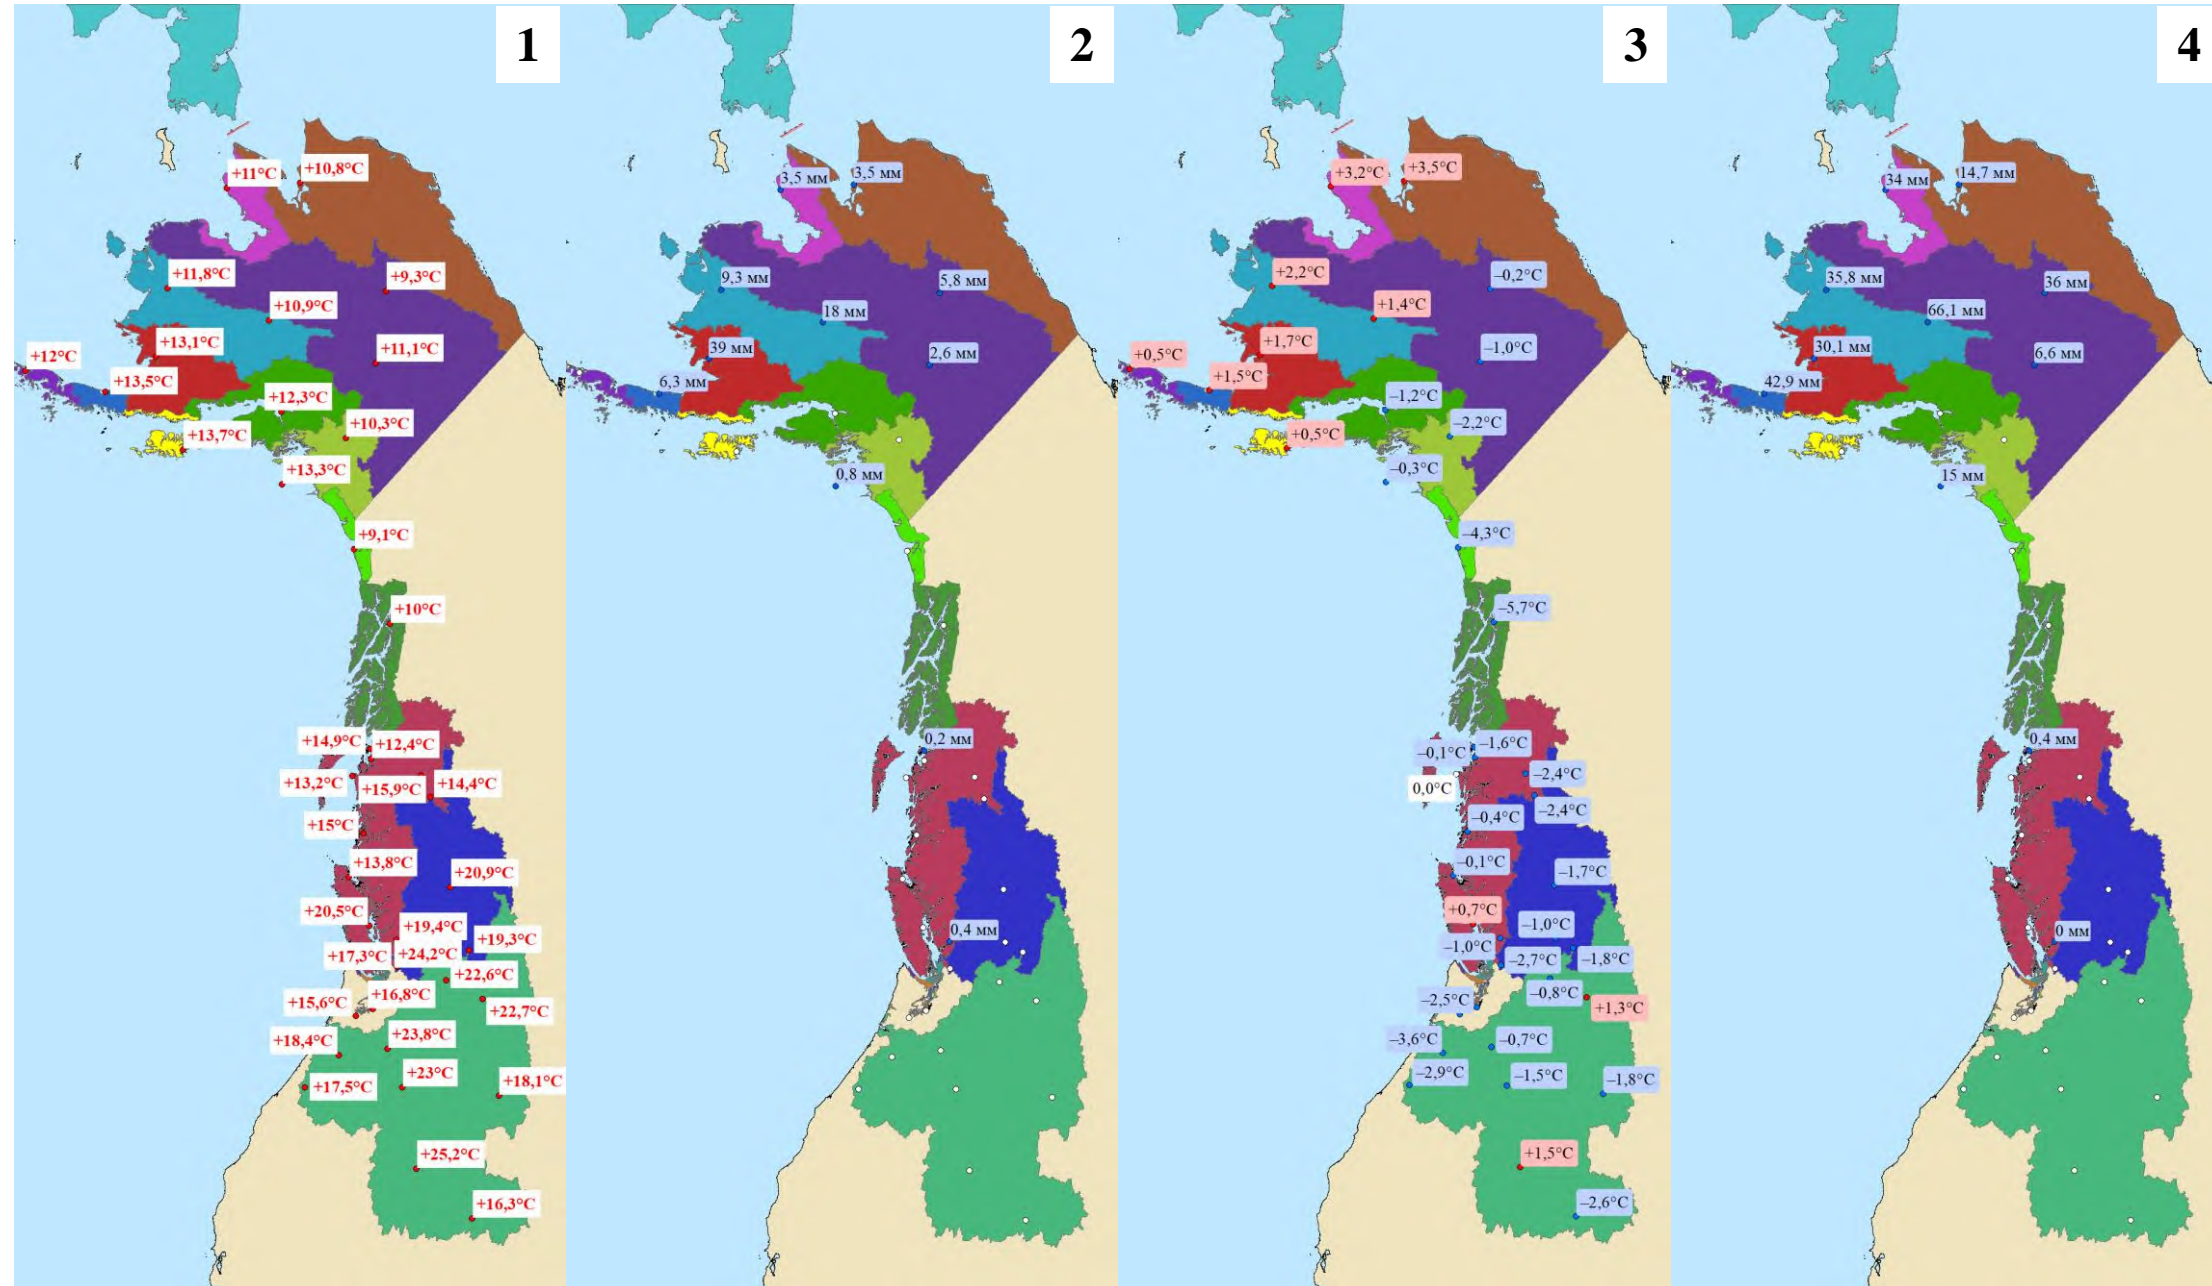 1
+11°C
+10,8°C
+11,8°C
+9,3°C
+10,9°C
+13,1°C
+11,1°C
+12°C
+13,5°C
+12,3°C
+10,3°C
+13,7°C
+13,3°C
+9,1°C
+10°C
+14,9°C
+12,4°C
+13,2°C
+15,9°C
+14,4°C
+15°C
+13,8°C
+20,9°C
+20,5°C
+19,4°C
+19,3°C
+17,3°C
+24,2°C
+22,6°C
+15,6°C
+16,8°C
+22,7°C
+18,4°C
+23,8°C
+17,5°C
+23°C
+18,1°C
+25,2°C
+16,3°C
2
3,5 мм
3,5 мм
9,3 мм
5,8 мм
18 мм
39 мм
2,6 мм
6,3 мм
0,8 мм
0,2 мм
0,4 мм
3
+3,2°C
+3,5°C
+2,2°C
–0,2°C
+1,4°C
+1,7°C
–1,0°C
+0,5°C
+1,5°C
–1,2°C
–2,2°C
+0,5°C
–0,3°C
–4,3°C
–5,7°C
–0,1°C
–1,6°C
0,0°C
–2,4°C
–2,4°C
–0,4°C
–0,1°C
–1,7°C
+0,7°C
–1,0°C
–1,0°C
–2,7°C
–1,8°C
–0,8°C
–2,5°C
+1,3°C
–3,6°C
–0,7°C
–2,9°C
–1,5°C
–1,8°C
+1,5°C
–2,6°C
4
34 мм
14,7 мм
35,8 мм
36 мм
66,1 мм
30,1 мм
6,6 мм
42,9 мм
15 мм
0,4 мм
0 мм